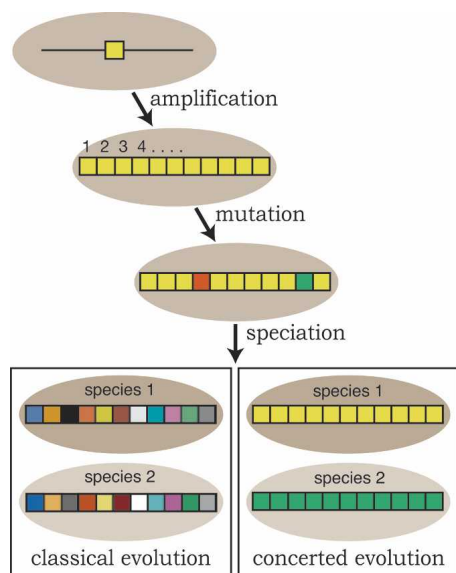 amplification
1 2 3 4 . . . .
mutation
speciation
species 1
species 2
classical evolution
species 1
species 2
concerted evolution